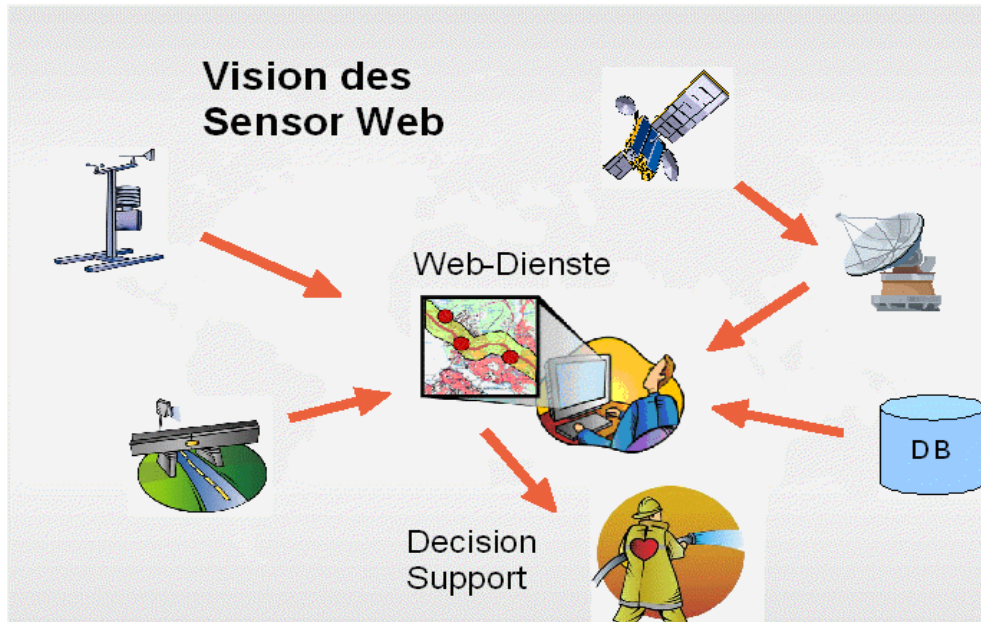 Vision des
Sensor Web
Web-Dienste
DB
Decision
Support